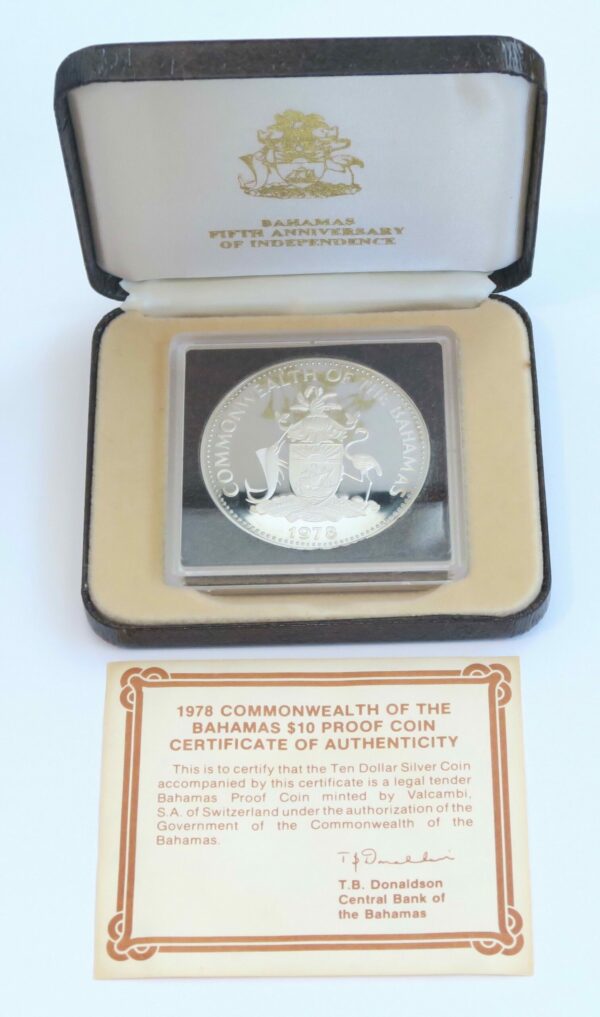 BAHAMAS
FIFTH ANNIVERSARY
OF INDEPENDENCE
COMMONWEALTH OF THE BAHAMAS
1978
1978 COMMONWEALTH OF THE
BAHAMAS $10 PROOF COIN
CERTIFICATE OF AUTHENTICITY
This is to certify that the Ten Dollar Silver Coin
accompanied by this certificate is a legal tender
Bahamas Proof Coin minted by Valcambi,
S.A. of Switzerland under the authorization of the
Government of the Commonwealth of the
Bahamas.
T B Donaldson
T.B. Donaldson
Central Bank of
the Bahamas